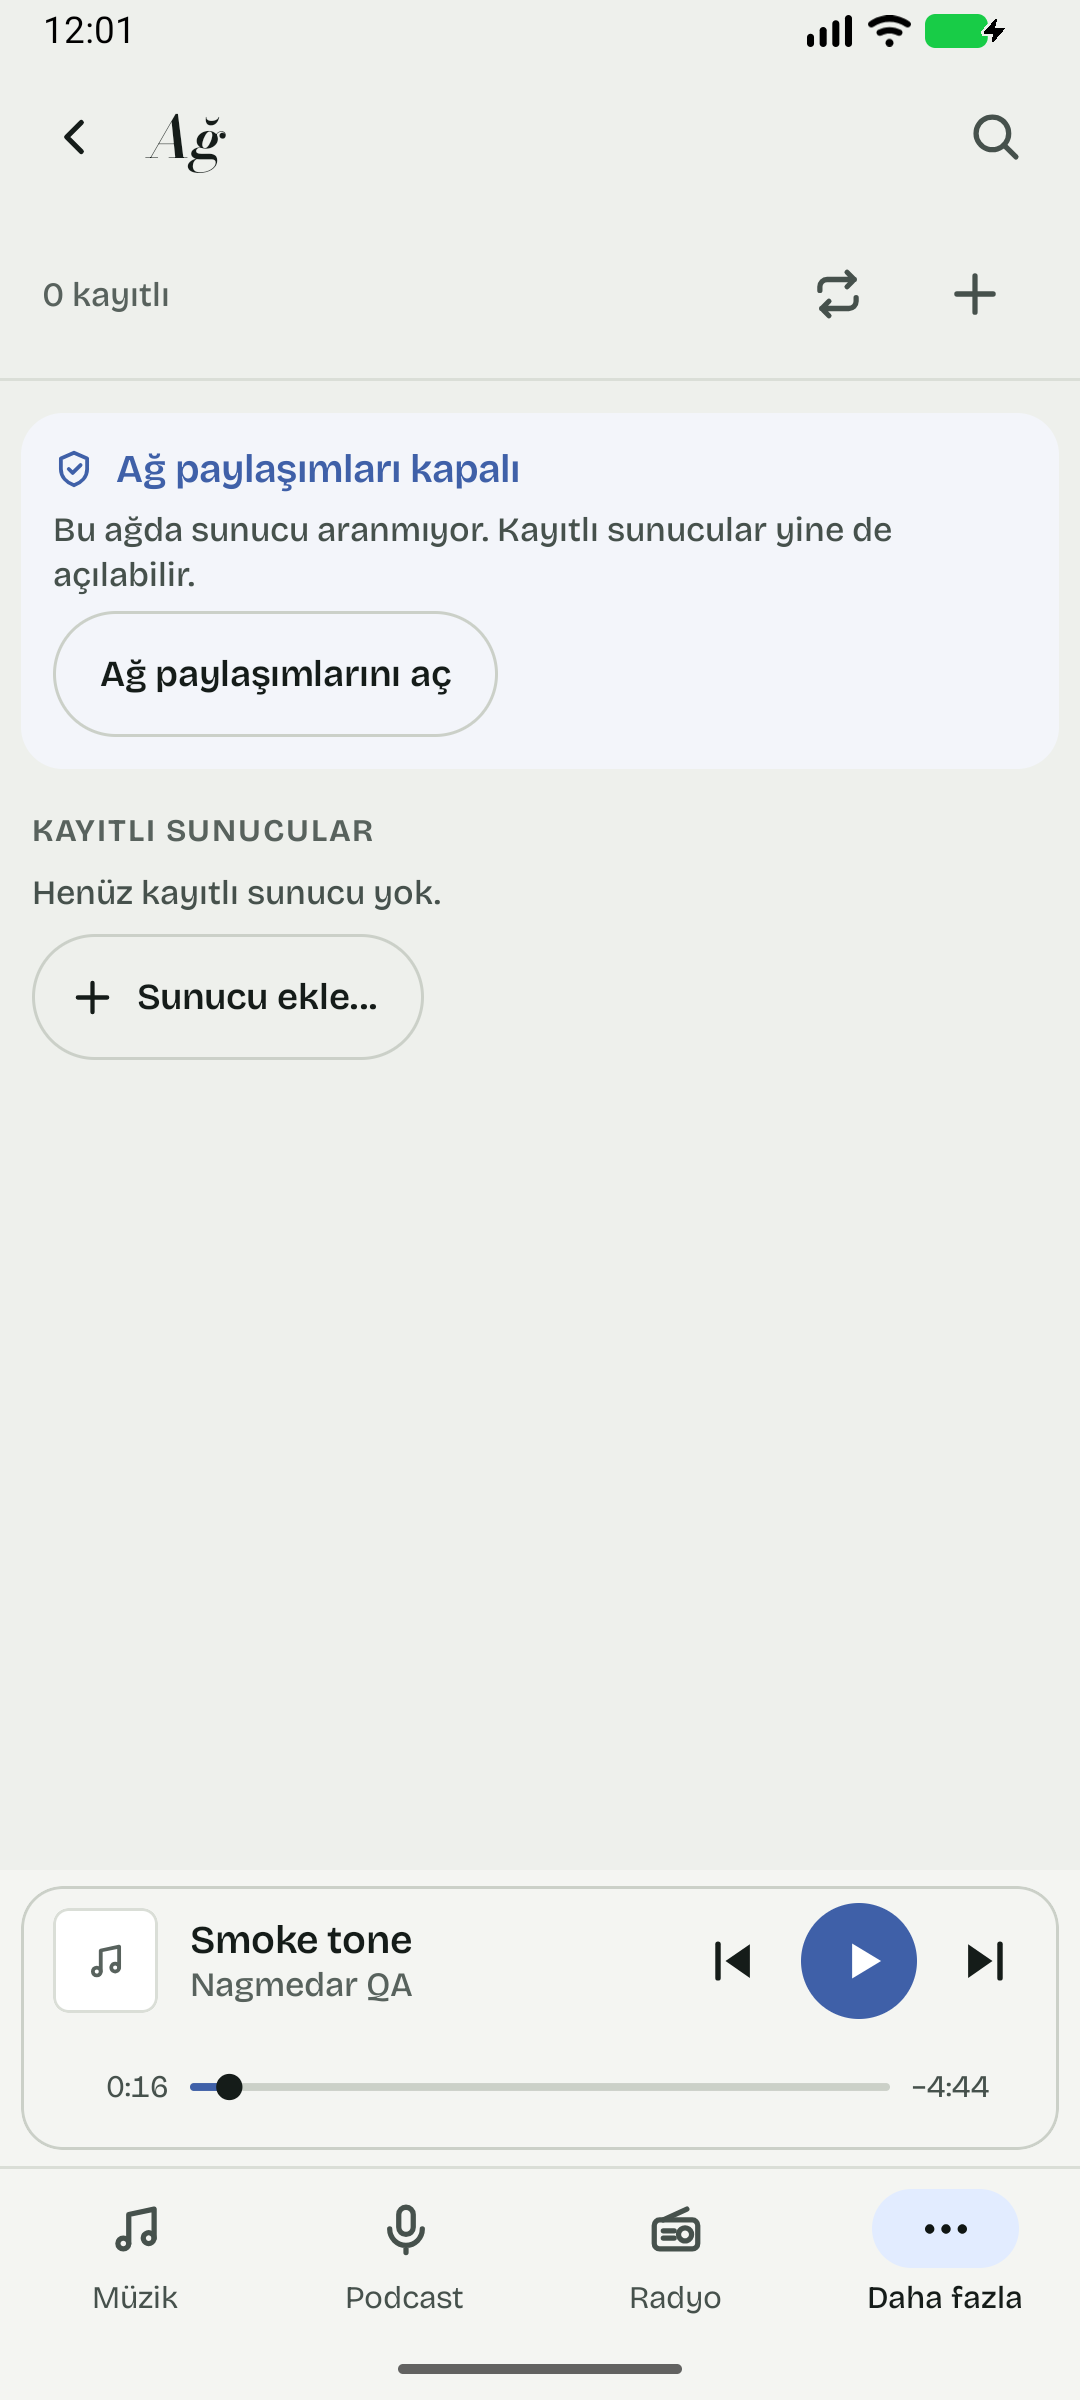 12:01
Ağ
0 kayıtlı
Ağ paylaşımları kapalı
Bu ağda sunucu aranmıyor. Kayıtlı sunucular yine de
açılabilir.
Ağ paylaşımlarını aç
KAYITLI SUNUCULAR
Henüz kayıtlı sunucu yok.
Sunucu ekle...
Smoke tone
Nagmedar QA
0:16
-4:44
Müzik
Podcast
Radyo
Daha fazla